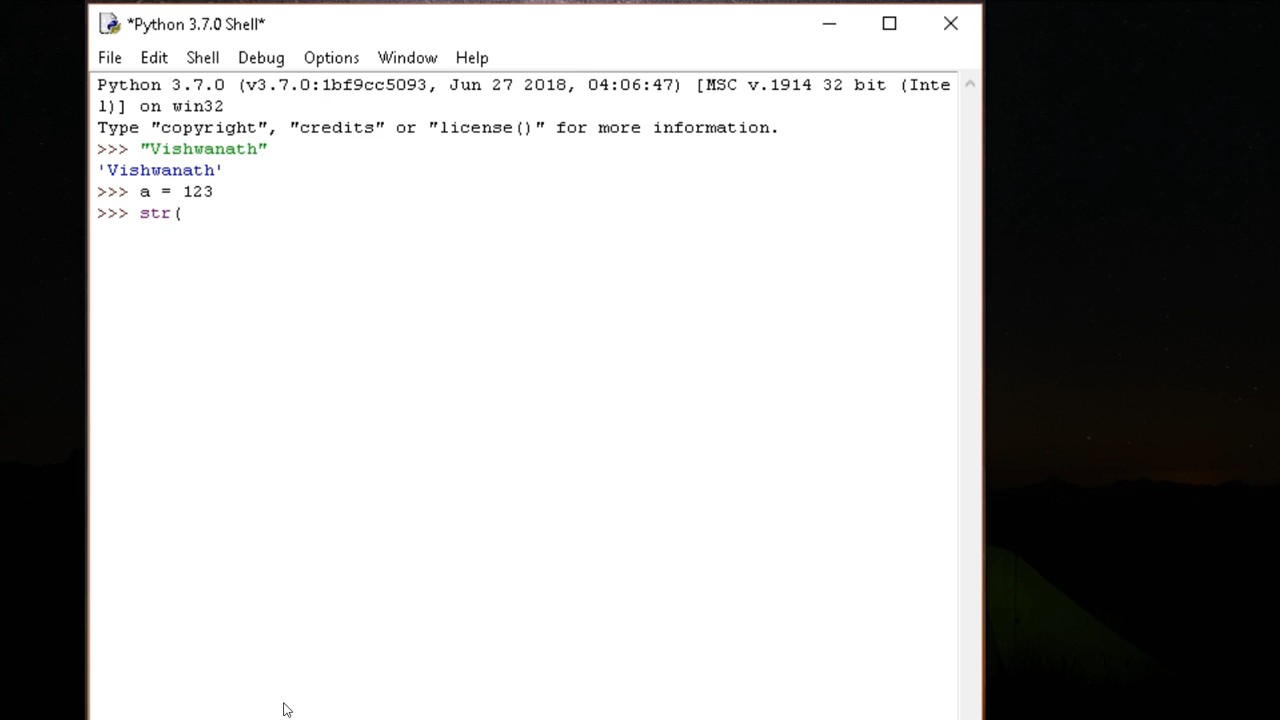 *Python 3.7.0 Shell*
File Edit Shell Debug Options Window Help
Python 3.7.0 (v3.7.0:1bf9cc5093, Jun 27 2018, 04:06:47) [MSC v.1914 32 bit (Inte
l)] on win32
Type "copyright", "credits" or "license()" for more information.
>>> "Vishwanath"
'Vishwanath'
>>> a = 123
>>> str(